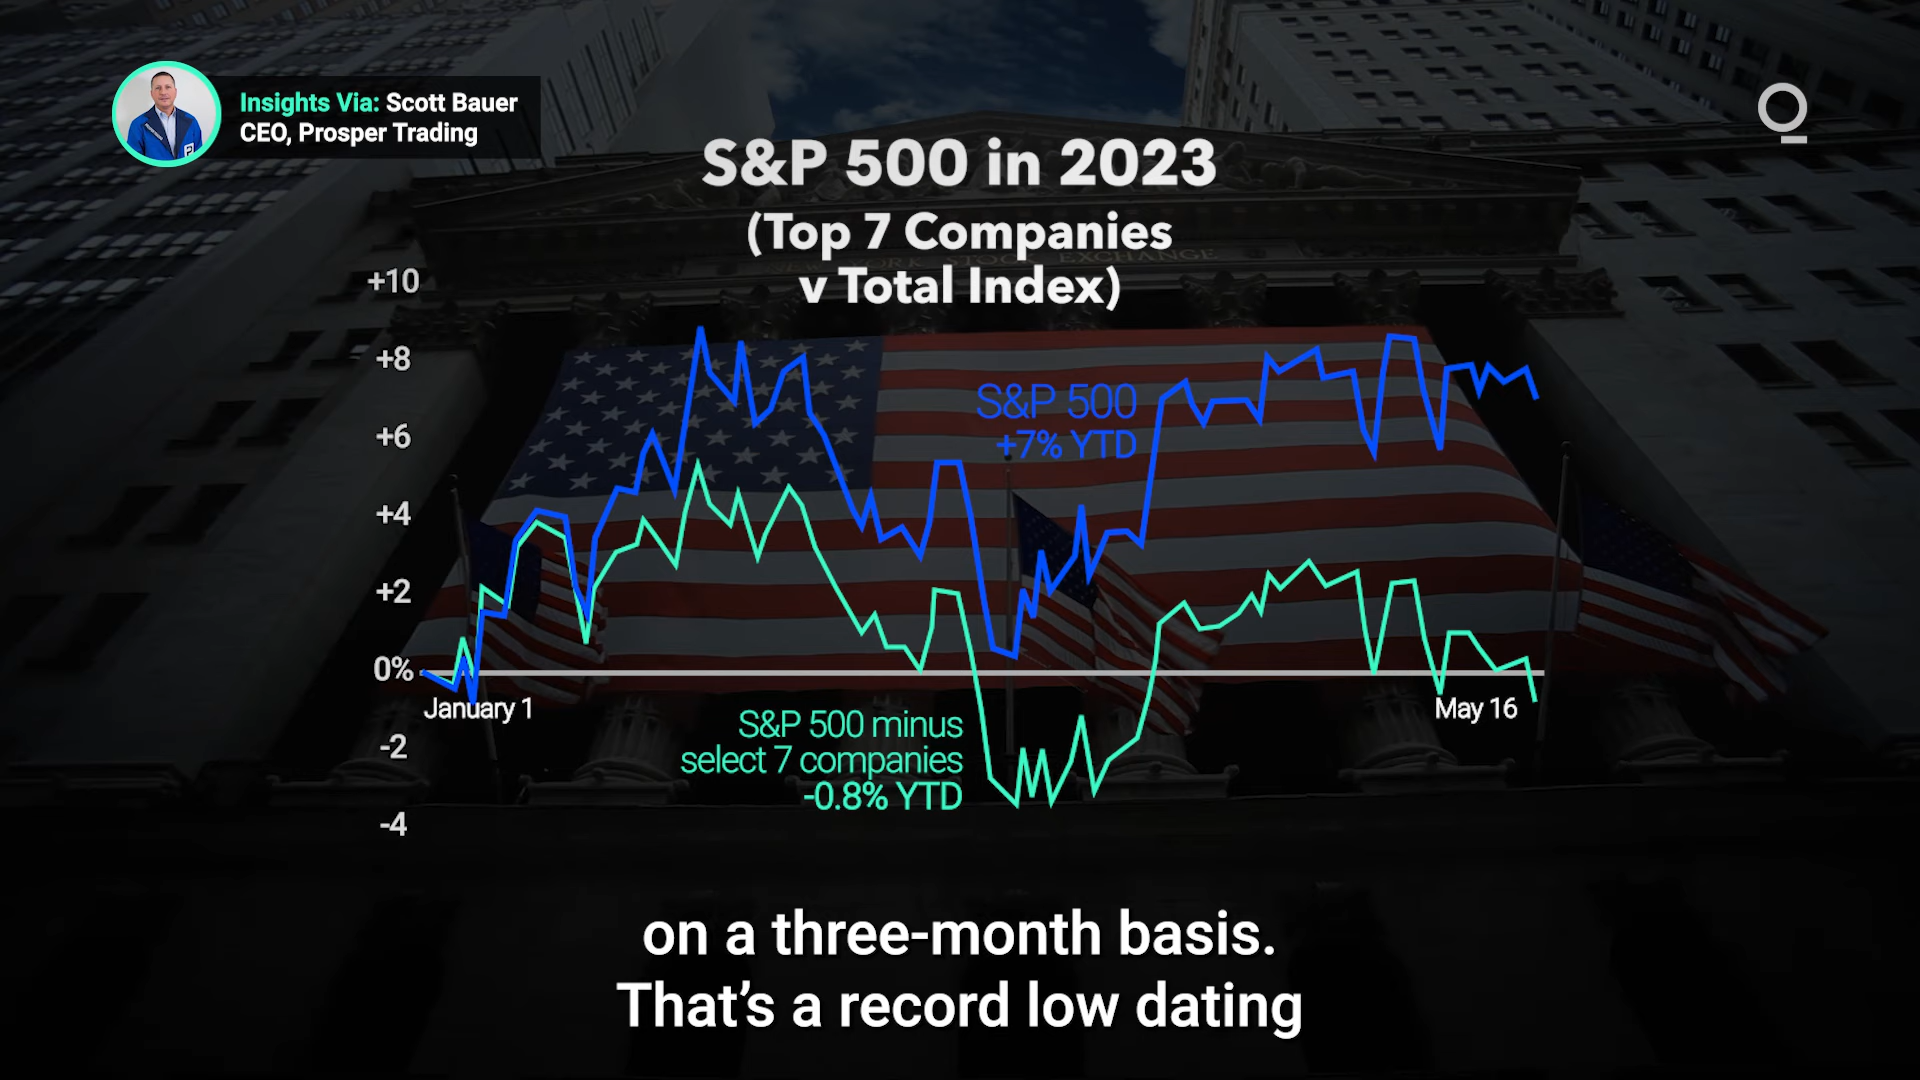 Insights Via: Scott Bauer
CEO, Prosper Trading
S&P 500 in 2023
(Top 7 Companies
v Total Index)
EXCHANGE
+10
+8
+6
+4
+2
0%
-2
-4
S&P 500
+7% YTD
January 1
May 16
S&P 500 minus
select 7 companies
-0.8% YTD
on a three-month basis.
That’s a record low dating